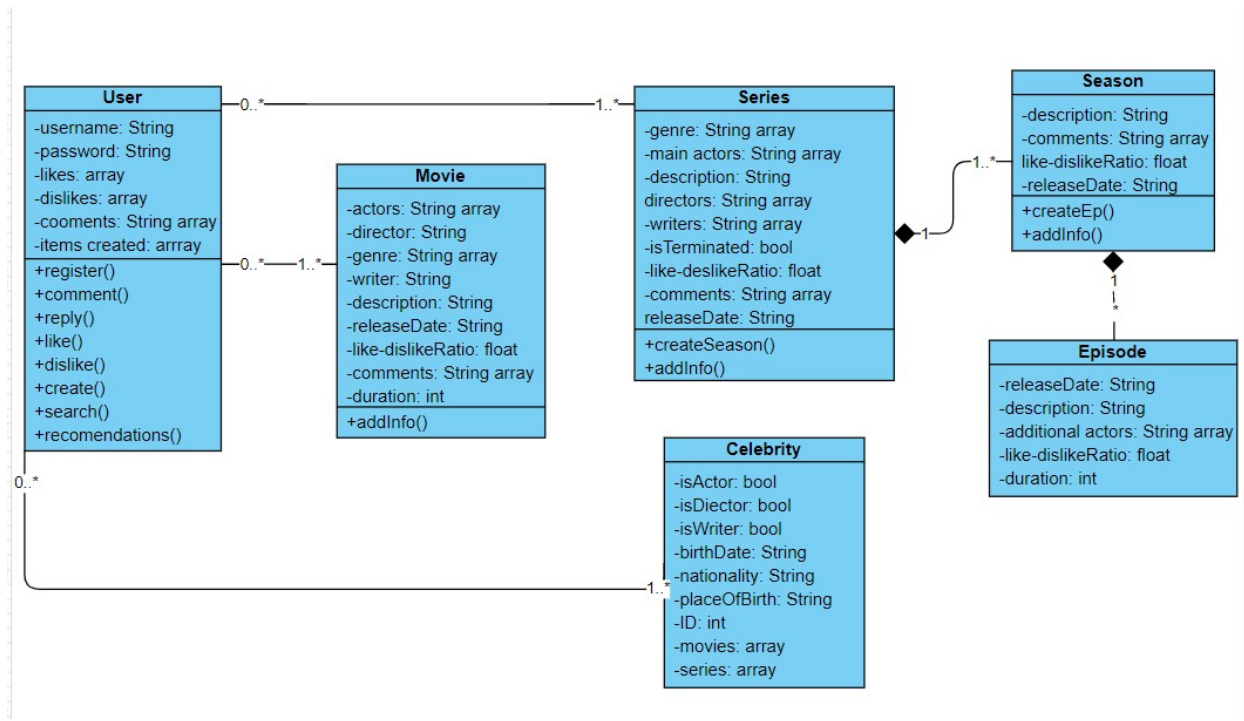 User
-username: String
-password: String
-likes: array
-dislikes: array
-cooments: String array
-items created: arrray
+register()
+comment()
+reply()
+like()
+dislike()
+create()
+search()
+recomendations()
0..*
1..*
0..*
1..*
0..*
1..*
Movie
-actors: String array
-director: String
-genre: String array
-writer: String
-description: String
-releaseDate: String
-like-dislikeRatio: float
-comments: String array
-duration: int
+addInfo()
Series
-genre: String array
-main actors: String array
-description: String
directors: String array
-writers: String array
-isTerminated: bool
-like-deslikeRatio: float
-comments: String array
releaseDate: String
+createSeason()
+addInfo()
1
1..*
Season
-description: String
-comments: String array
like-dislikeRatio: float
-releaseDate: String
+createEp()
+addInfo()
1
*
Episode
-releaseDate: String
-description: String
-additional actors: String array
-like-dislikeRatio: float
-duration: int
Celebrity
-isActor: bool
-isDiector: bool
-isWriter: bool
-birthDate: String
-nationality: String
-placeOfBirth: String
-ID: int
-movies: array
-series: array